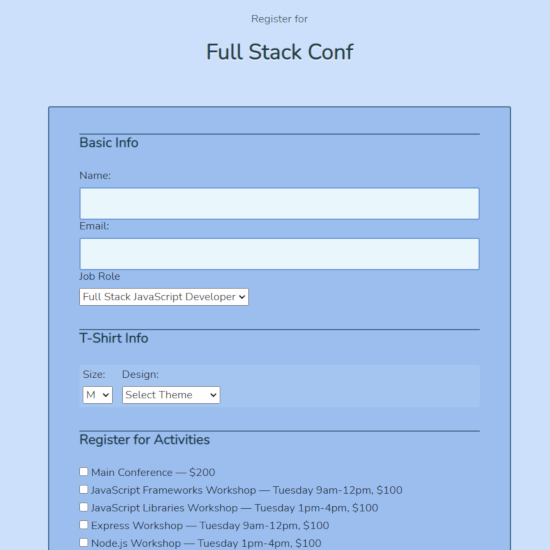 Register for
Full Stack Conf
Basic Info
Name:
Email:
Job Role
Full Stack JavaScript Developer
T-Shirt Info
Size: Design:
M Select Theme
Register for Activities
Main Conference — $200
JavaScript Frameworks Workshop — Tuesday 9am-12pm, $100
JavaScript Libraries Workshop — Tuesday 1pm-4pm, $100
Express Workshop — Tuesday 9am-12pm, $100
Node.js Workshop — Tuesday 1pm-4pm, $100